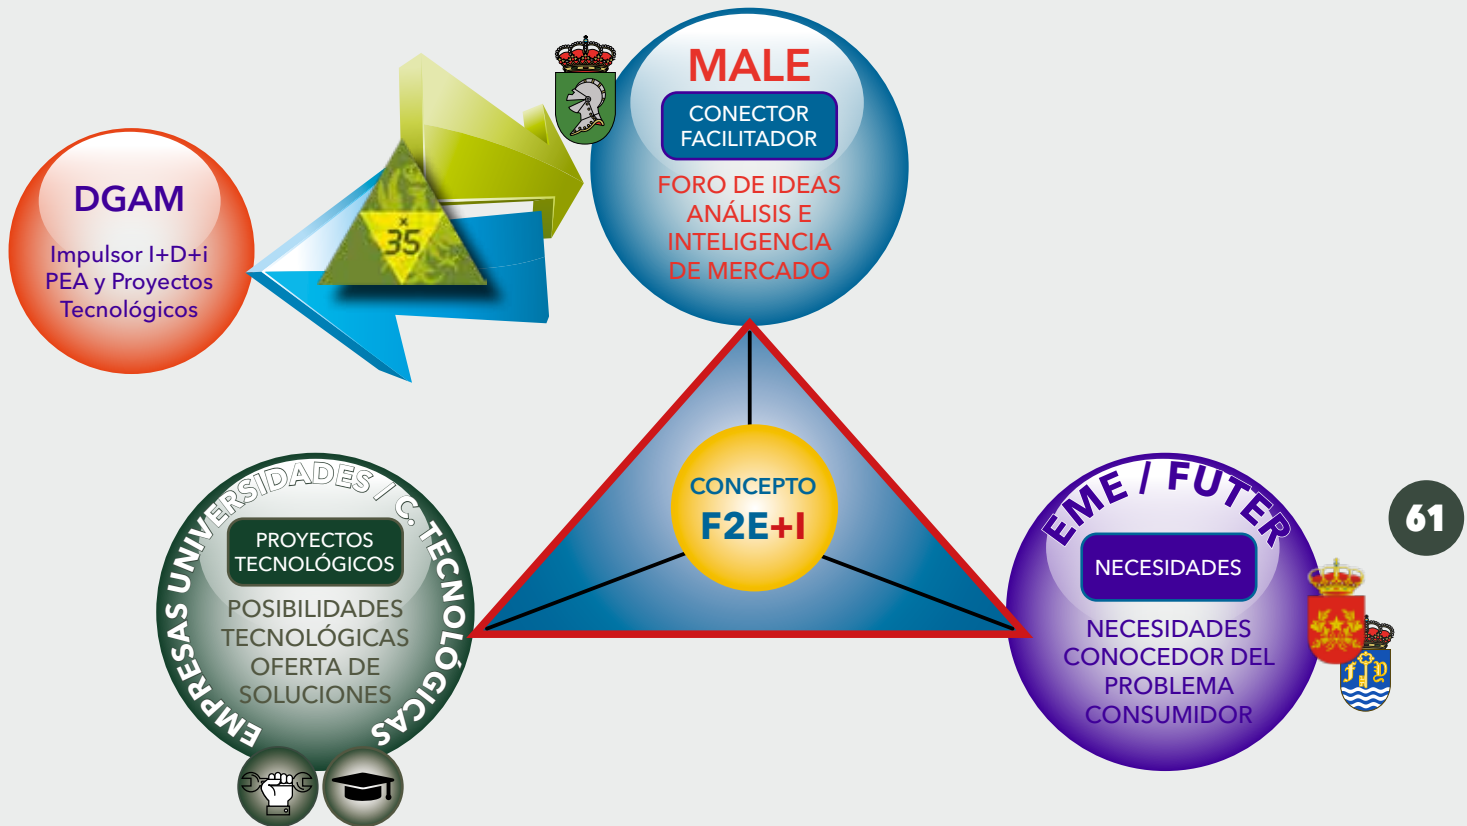 MALE
CONECTOR
FACILITADOR
FORO DE IDEAS
ANÁLISIS E
INTELIGENCIA
DE MERCADO
DGAM
Impulsor I+D+i
PEA y Proyectos
Tecnológicos
×
35
CONCEPTO
F2E+I
EMPRESAS UNIVERSIDADES / C. TECNOLÓGICAS
PROYECTOS
TECNOLÓGICOS
POSIBILIDADES
TECNOLÓGICAS
OFERTA DE
SOLUCIONES
EME / FUTER
NECESIDADES
NECESIDADES
CONOCEDOR DEL
PROBLEMA
CONSUMIDOR
F Y
61